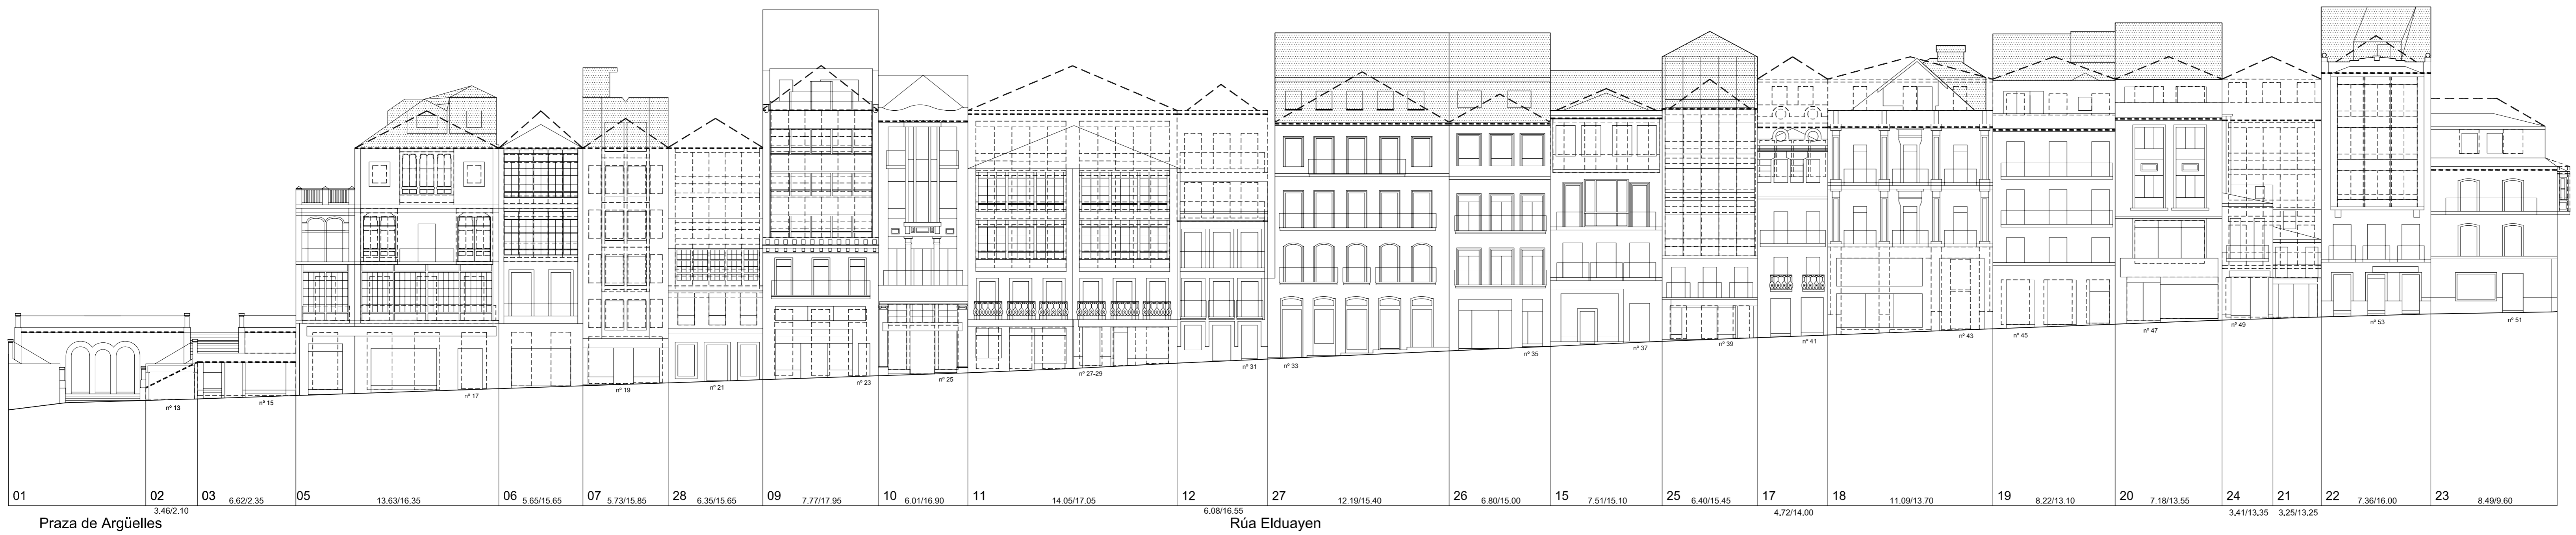 nº 13
nº 15
nº 17
nº 19
nº 21
nº 23
nº 25
nº 27-29
nº 31
nº 33
nº 35
nº 37
nº 39
nº 41
nº 43
nº 45
nº 47
nº 49
nº 53
nº 51
01
02
3.46/2.10
03
6.62/2.35
05
13.63/16.35
06
5.65/15.65
07
5.73/15.85
28
6.35/15.65
09
7.77/17.95
10
6.01/16.90
11
14.05/17.05
12
6.08/16.55
27
12.19/15.40
26
6.80/15.00
15
7.51/15.10
25
6.40/15.45
17
4.72/14.00
18
11.09/13.70
19
8.22/13.10
20
7.18/13.55
24
3.41/13.35
21
3.25/13.25
22
7.36/16.00
23
8.49/9.60
Praza de Argüelles
Rúa Elduayen